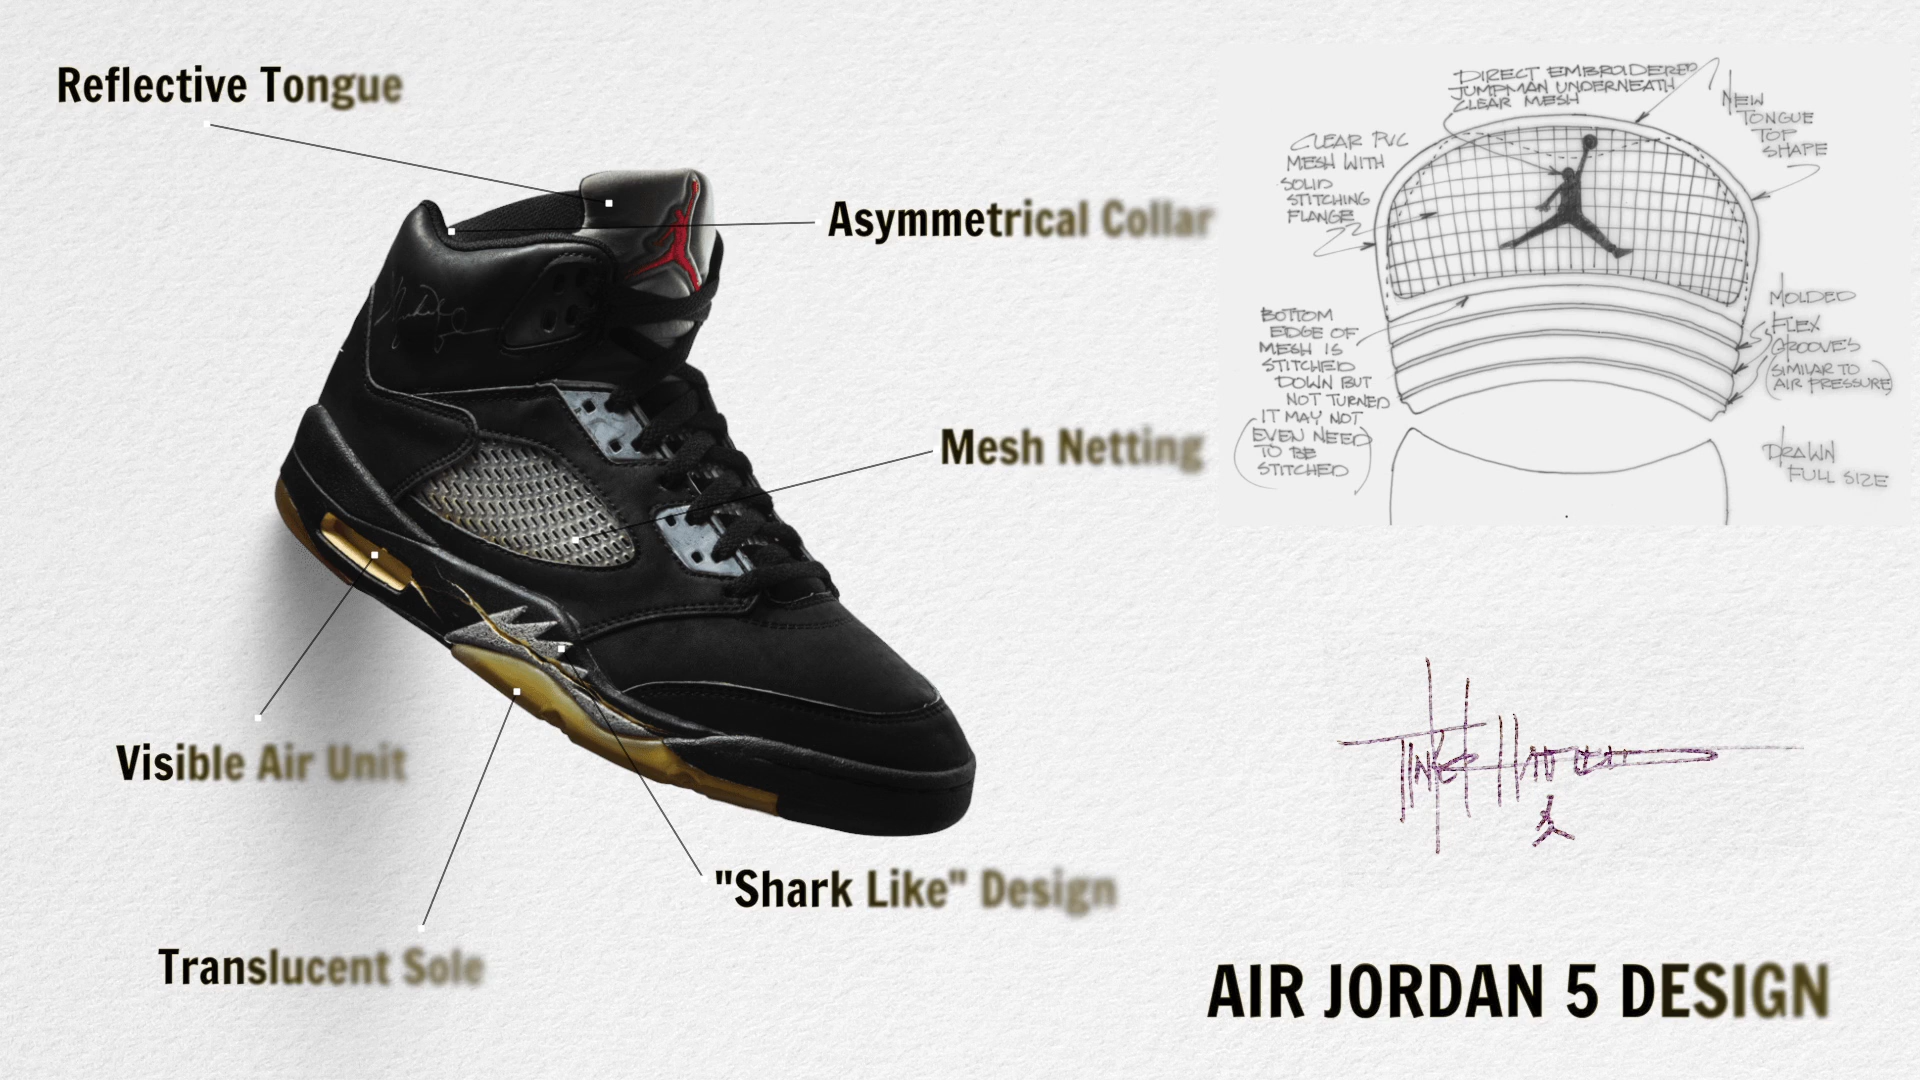 Reflective Tongue
Asymmetrical Collar
Mesh Netting
Visible Air Unit
"Shark Like" Design
Translucent Sole
DIRECT EMBROIDERED
JUMPMAN UNDERNEATH
CLEAR MESH
NEW
TONGUE
TOP
SHAPE
CLEAR PVC
MESH WITH
SOLID
STITCHING
FLANGE
BOTTOM
EDGE OF
MESH IS
STITCHED
DOWN BUT
NOT TURNED
IT MAY NOT
EVEN NEED
TO BE
STITCHED
MOLDED
FLEX
GROOVES
(SIMILAR TO
AIR PRESSURE)
DRAWN
FULL SIZE
AIR JORDAN 5 DESIGN